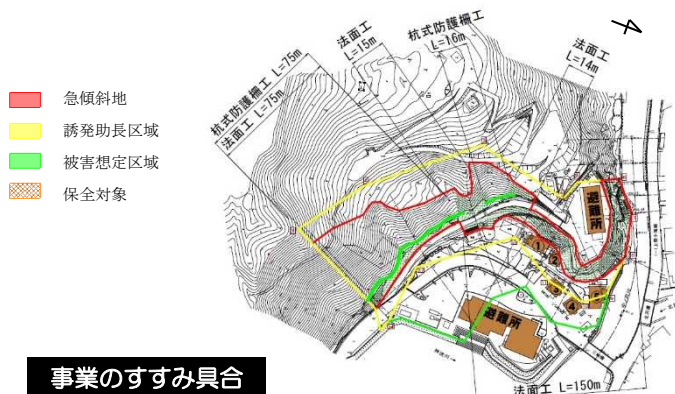 急傾斜地
誘発助長区域
被害想定区域
保全対象
杭式防護柵工 L=75m
法面工 L=75m
法面工
L=15m
杭式防護柵工
L=16m
法面工
L=14m
避難所
①
②
④
避難所
法面工 L=150m
事業のすすみ具合